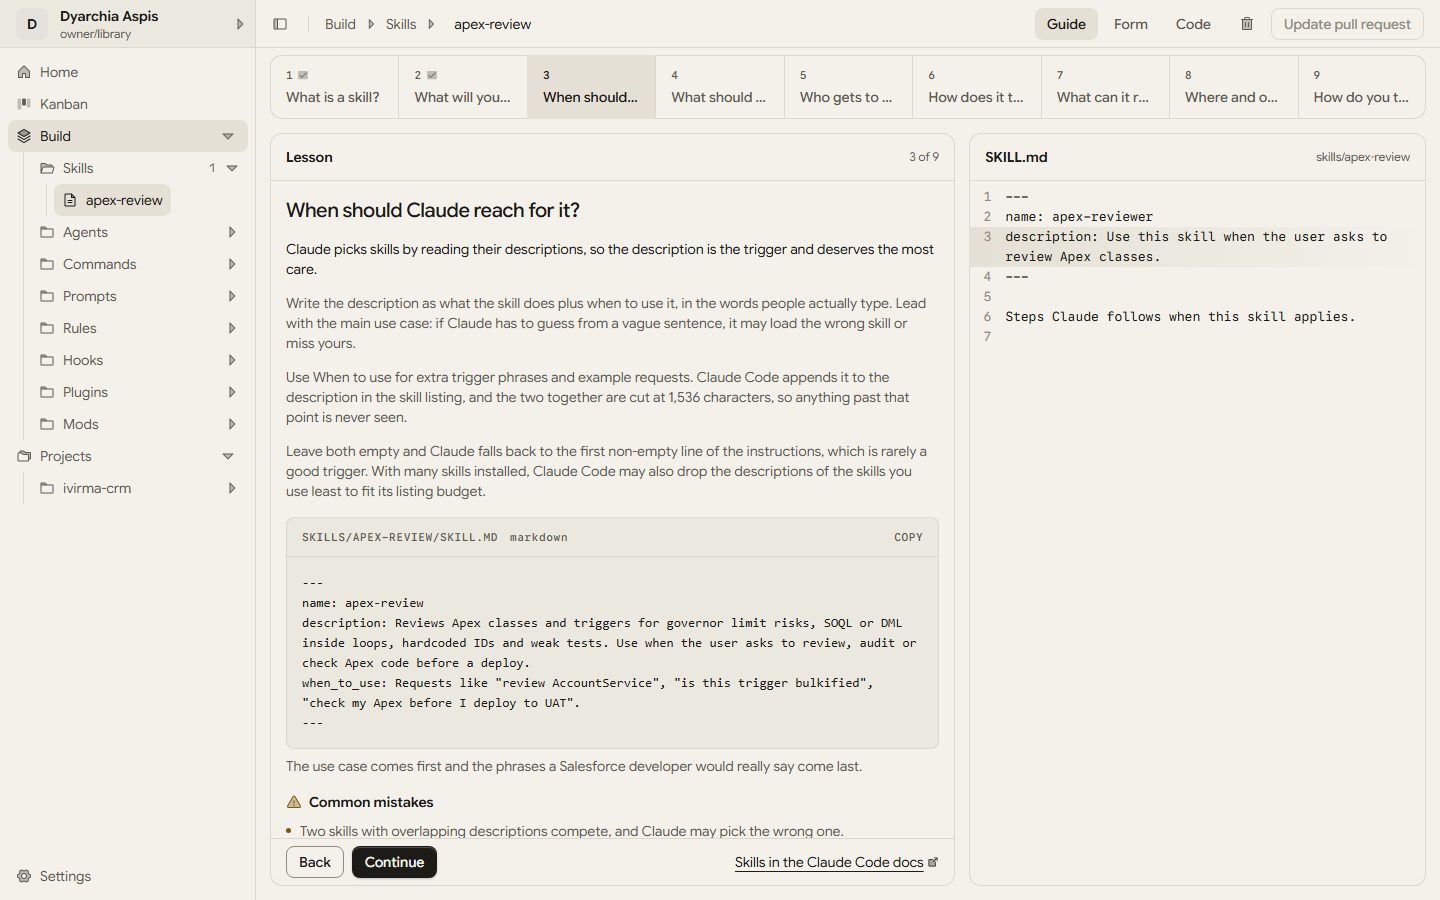 D
Dyarchia Aspis
owner/library
Home
Kanban
Build
Skills 1
apex-review
Agents
Commands
Prompts
Rules
Hooks
Plugins
Mods
Projects
ivirma-crm
Settings
Build Skills apex-review
Guide Form Code Update pull request
1
What is a skill?
2
What will you...
3
When should...
4
What should ...
5
Who gets to ...
6
How does it t...
7
What can it r...
8
Where and o...
9
How do you t...
Lesson 3 of 9
When should Claude reach for it?
Claude picks skills by reading their descriptions, so the description is the trigger and deserves the most
care.
Write the description as what the skill does plus when to use it, in the words people actually type. Lead
with the main use case: if Claude has to guess from a vague sentence, it may load the wrong skill or
miss yours.
Use When to use for extra trigger phrases and example requests. Claude Code appends it to the
description in the skill listing, and the two together are cut at 1,536 characters, so anything past that
point is never seen.
Leave both empty and Claude falls back to the first non-empty line of the instructions, which is rarely a
good trigger. With many skills installed, Claude Code may also drop the descriptions of the skills you
use least to fit its listing budget.
SKILLS/APEX-REVIEW/SKILL.MD markdown COPY
---
name: apex-review
description: Reviews Apex classes and triggers for governor limit risks, SOQL or DML
inside loops, hardcoded IDs and weak tests. Use when the user asks to review, audit or
check Apex code before a deploy.
when_to_use: Requests like "review AccountService", "is this trigger bulkified",
"check my Apex before I deploy to UAT".
---
The use case comes first and the phrases a Salesforce developer would really say come last.
Common mistakes
Two skills with overlapping descriptions compete, and Claude may pick the wrong one.
Back Continue Skills in the Claude Code docs
SKILL.md skills/apex-review
1 ---
2 name: apex-reviewer
3 description: Use this skill when the user asks to
review Apex classes.
4 ---
5
6 Steps Claude follows when this skill applies.
7